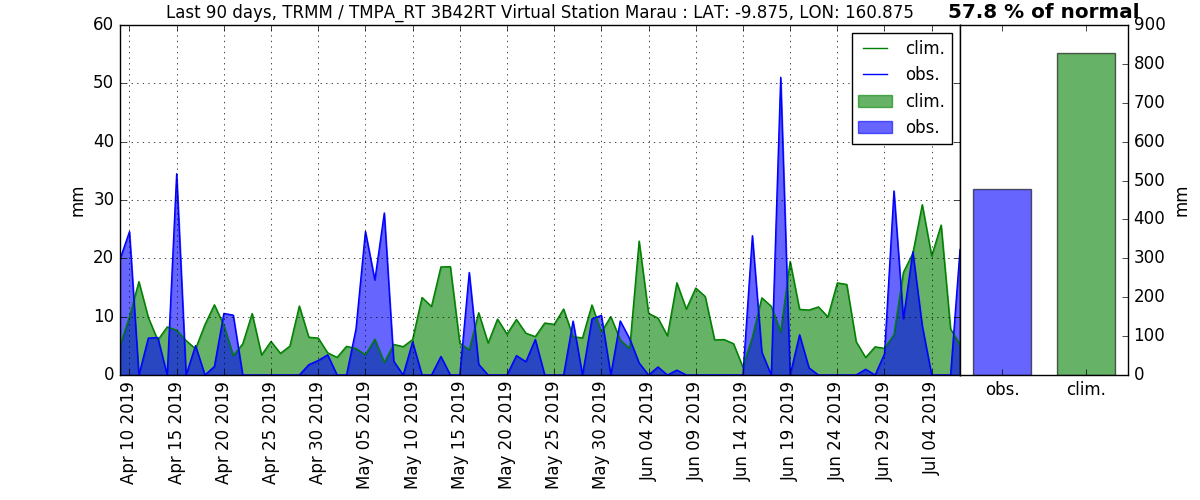 Last 90 days, TRMM / TMPA_RT 3B42RT Virtual Station Marau : LAT: -9.875, LON: 160.875
57.8 % of normal
60
50
40
30
20
10
0
mm
clim.
obs.
clim.
obs.
Apr 10 2019
Apr 15 2019
Apr 20 2019
Apr 25 2019
Apr 30 2019
May 05 2019
May 10 2019
May 15 2019
May 20 2019
May 25 2019
May 30 2019
Jun 04 2019
Jun 09 2019
Jun 14 2019
Jun 19 2019
Jun 24 2019
Jun 29 2019
Jul 04 2019
900
800
700
600
500
400
300
200
100
0
mm
obs.
clim.